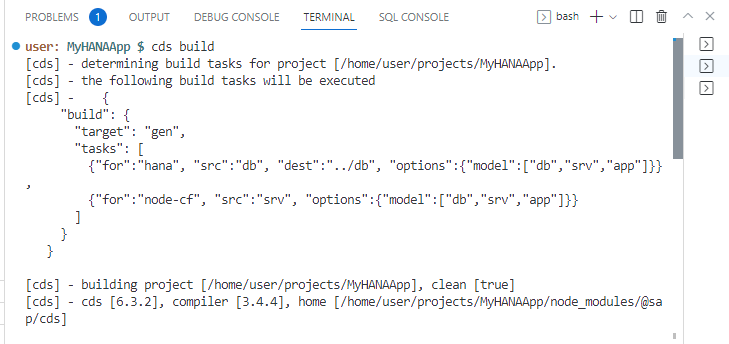 PROBLEMS 1 OUTPUT DEBUG CONSOLE TERMINAL SQL CONSOLE bash
user: MyHANAApp $ cds build
[cds] - determining build tasks for project [/home/user/projects/MyHANAApp].
[cds] - the following build tasks will be executed
[cds] -    {
     "build": {
       "target": "gen",
       "tasks": [
         {"for":"hana", "src":"db", "dest":"../db", "options":{"model":["db","srv","app"]}}
,
         {"for":"node-cf", "src":"srv", "options":{"model":["db","srv","app"]}}
       ]
     }
   }
[cds] - building project [/home/user/projects/MyHANAApp], clean [true]
[cds] - cds [6.3.2], compiler [3.4.4], home [/home/user/projects/MyHANAApp/node_modules/@sa
p/cds]